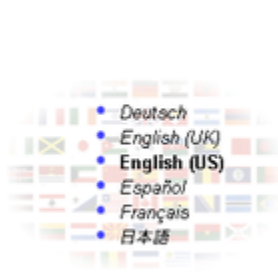 Deutsch
English (UK)
English (US)
Español
Français
日本語